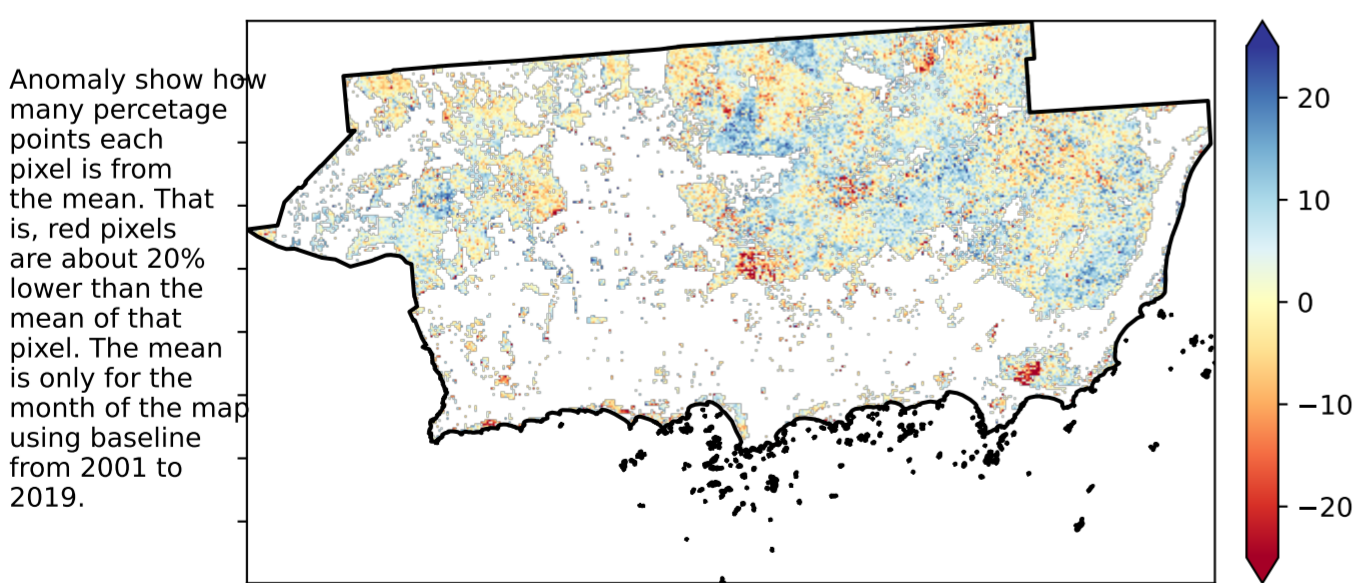 Anomaly show how
many percetage
points each
pixel is from
the mean. That
is, red pixels
are about 20%
lower than the
mean of that
pixel. The mean
is only for the
month of the map
using baseline
from 2001 to
2019.
20
10
0
−10
−20